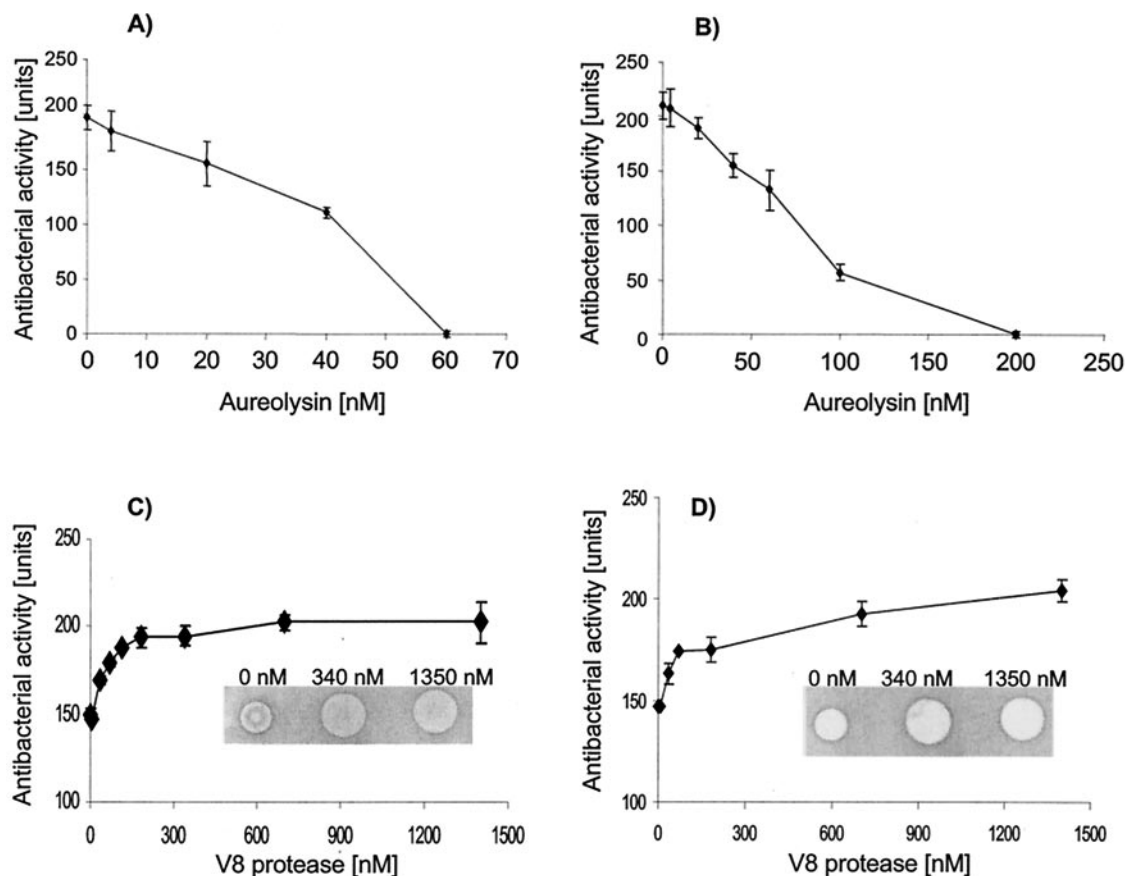 A)
Antibacterial activity [units]
250
200
150
100
50
0
0 10 20 30 40 50 60 70
Aureolysin [nM]
B)
Antibacterial activity [units]
250
200
150
100
50
0
0 50 100 150 200 250
Aureolysin [nM]
C)
Antibacterial activity [units]
250
200
150
100
0 nM 340 nM 1350 nM
0 300 600 900 1200 1500
V8 protease [nM]
D)
Antibacterial activity [units]
250
200
150
100
0 nM 340 nM 1350 nM
0 300 600 900 1200 1500
V8 protease [nM]